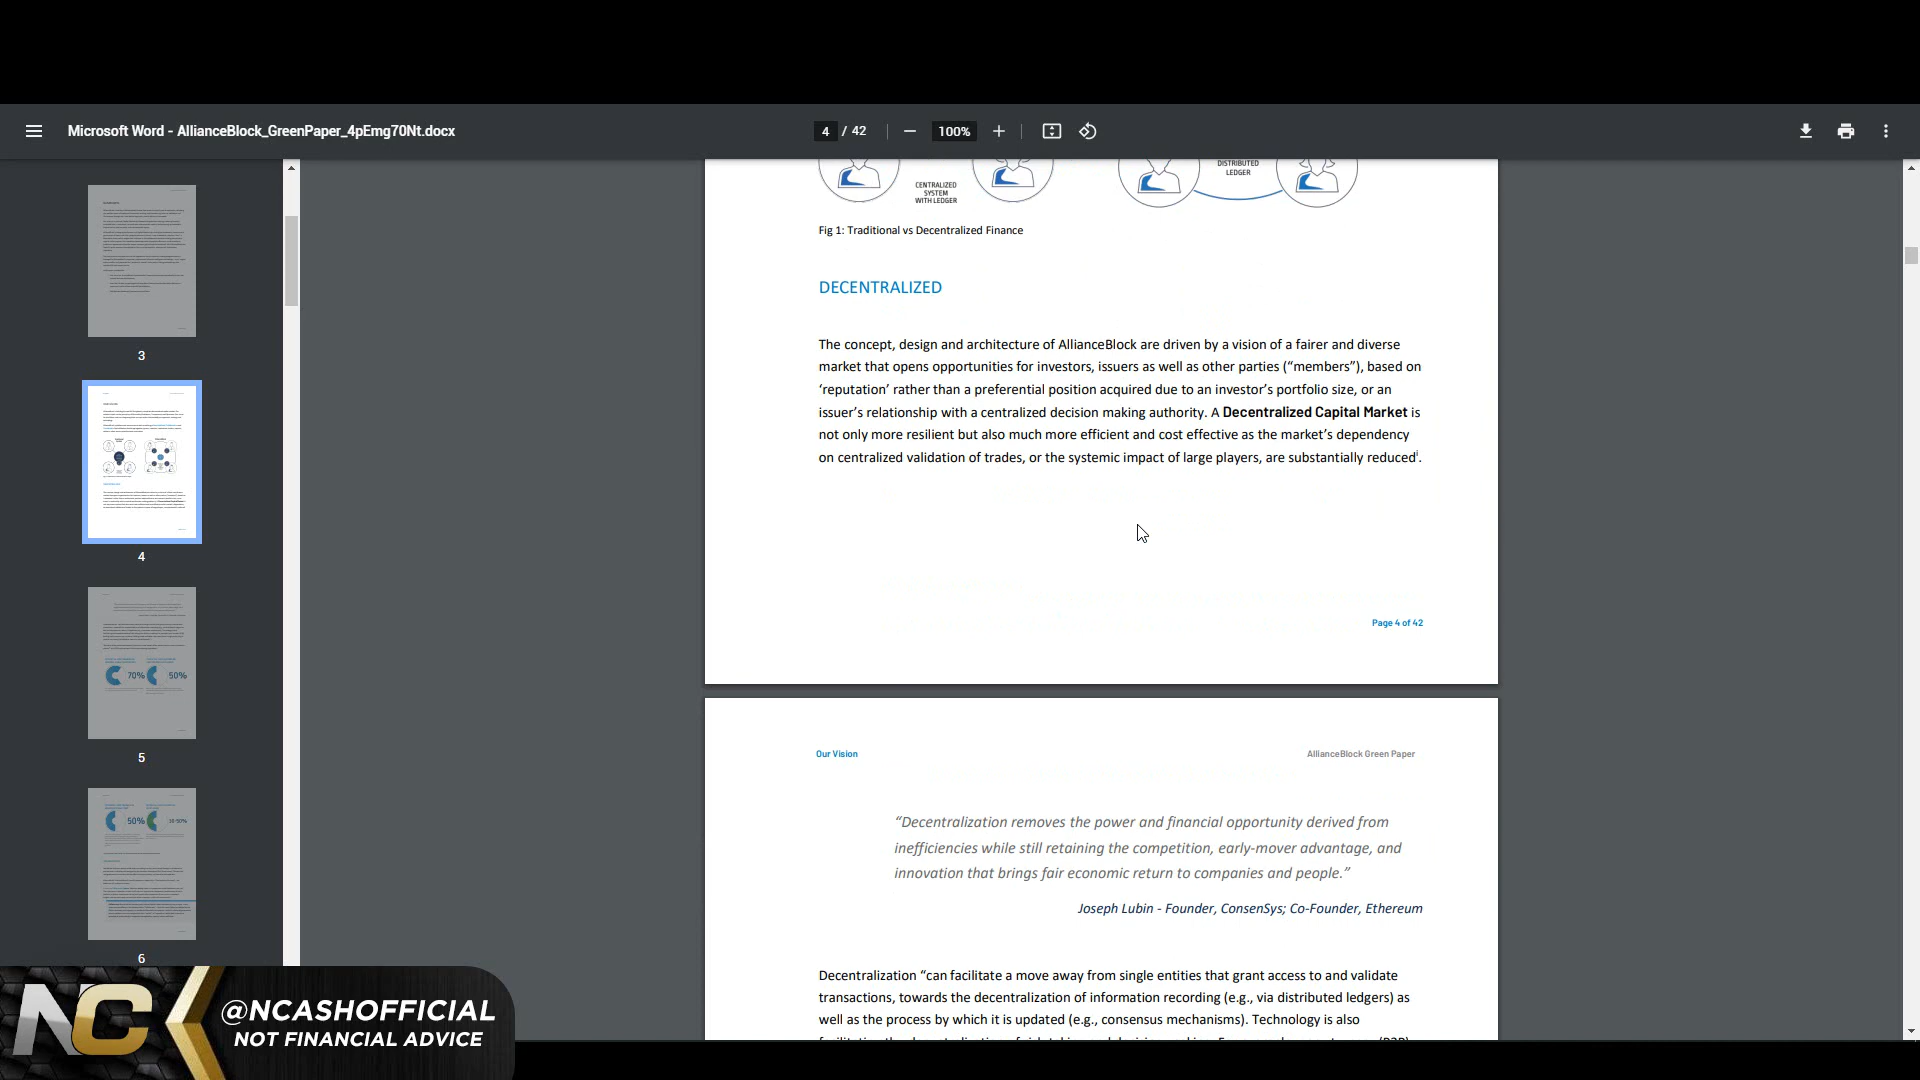 Microsoft Word - AllianceBlock_GreenPaper_4pEmg70Nt.docx
4 / 42
100%
3
4
5
6
70%
50%
50%
CENTRALIZED
SYSTEM
WITH LEDGER
DISTRIBUTED
LEDGER
Fig 1: Traditional vs Decentralized Finance
DECENTRALIZED
The concept, design and architecture of AllianceBlock are driven by a vision of a fairer and diverse
market that opens opportunities for investors, issuers as well as other parties (“members”), based on
‘reputation’ rather than a preferential position acquired due to an investor’s portfolio size, or an
issuer’s relationship with a centralized decision making authority. A Decentralized Capital Market is
not only more resilient but also much more efficient and cost effective as the market’s dependency
on centralized validation of trades, or the systemic impact of large players, are substantially reducedⁱ.
Page 4 of 42
Our Vision
AllianceBlock Green Paper
“Decentralization removes the power and financial opportunity derived from
inefficiencies while still retaining the competition, early-mover advantage, and
innovation that brings fair economic return to companies and people.”
Joseph Lubin - Founder, ConsenSys; Co-Founder, Ethereum
Decentralization “can facilitate a move away from single entities that grant access to and validate
transactions, towards the decentralization of information recording (e.g., via distributed ledgers) as
well as the process by which it is updated (e.g., consensus mechanisms). Technology is also
NC
@NCASHOFFICIAL
NOT FINANCIAL ADVICE